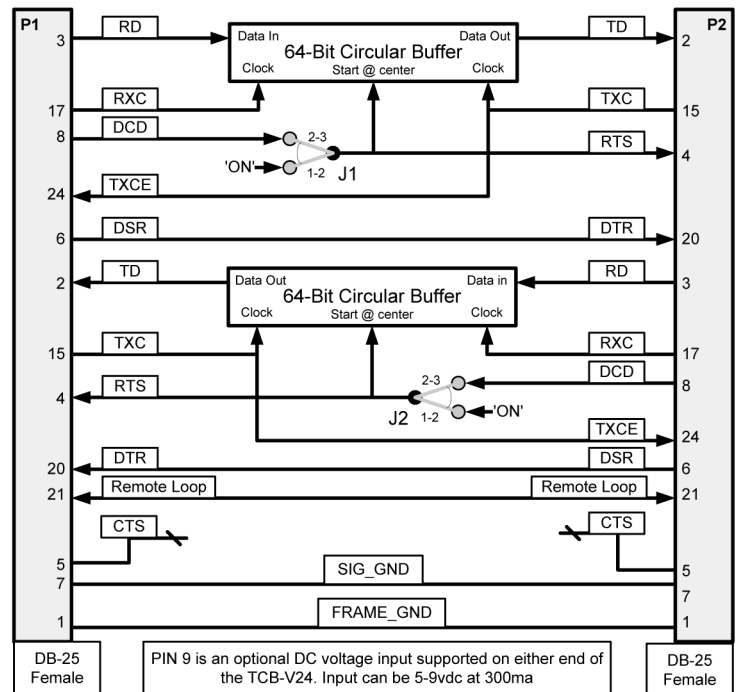 P1 P2
3 RD TD 2
Data In Data Out
64-Bit Circular Buffer
Clock Start @ center Clock
17 RXC TXC 15
8 DCD
2-3 RTS 4
'ON' 1-2 J1
24 TXCE
6 DSR DTR 20
2 TD RD 3
Data Out Data in
64-Bit Circular Buffer
Clock Start @ center Clock
15 TXC RXC 17
DCD 8
4 RTS 2-3
J2 1-2 'ON'
TXCE 24
20 DTR DSR 6
21 Remote Loop Remote Loop 21
CTS CTS
5 5
7 SIG_GND 7
1 FRAME_GND 1
DB-25
Female
PIN 9 is an optional DC voltage input supported on either end of
the TCB-V24. Input can be 5-9vdc at 300ma
DB-25
Female